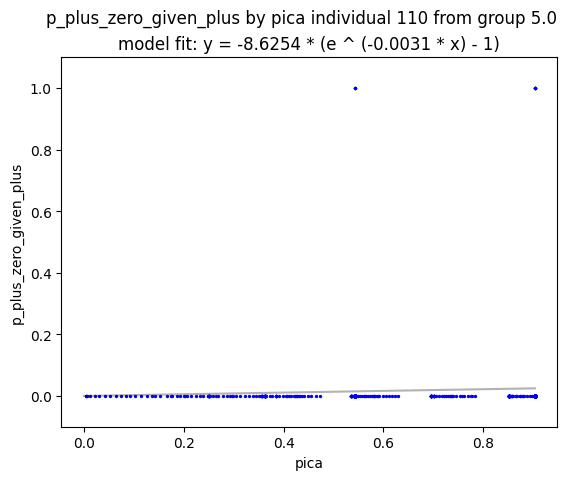 p_plus_zero_given_plus by pica individual 110 from group 5.0
model fit: y = -8.6254 * (e ^ (-0.0031 * x) - 1)
p_plus_zero_given_plus
1.0
0.8
0.6
0.4
0.2
0.0
0.0 0.2 0.4 0.6 0.8
pica